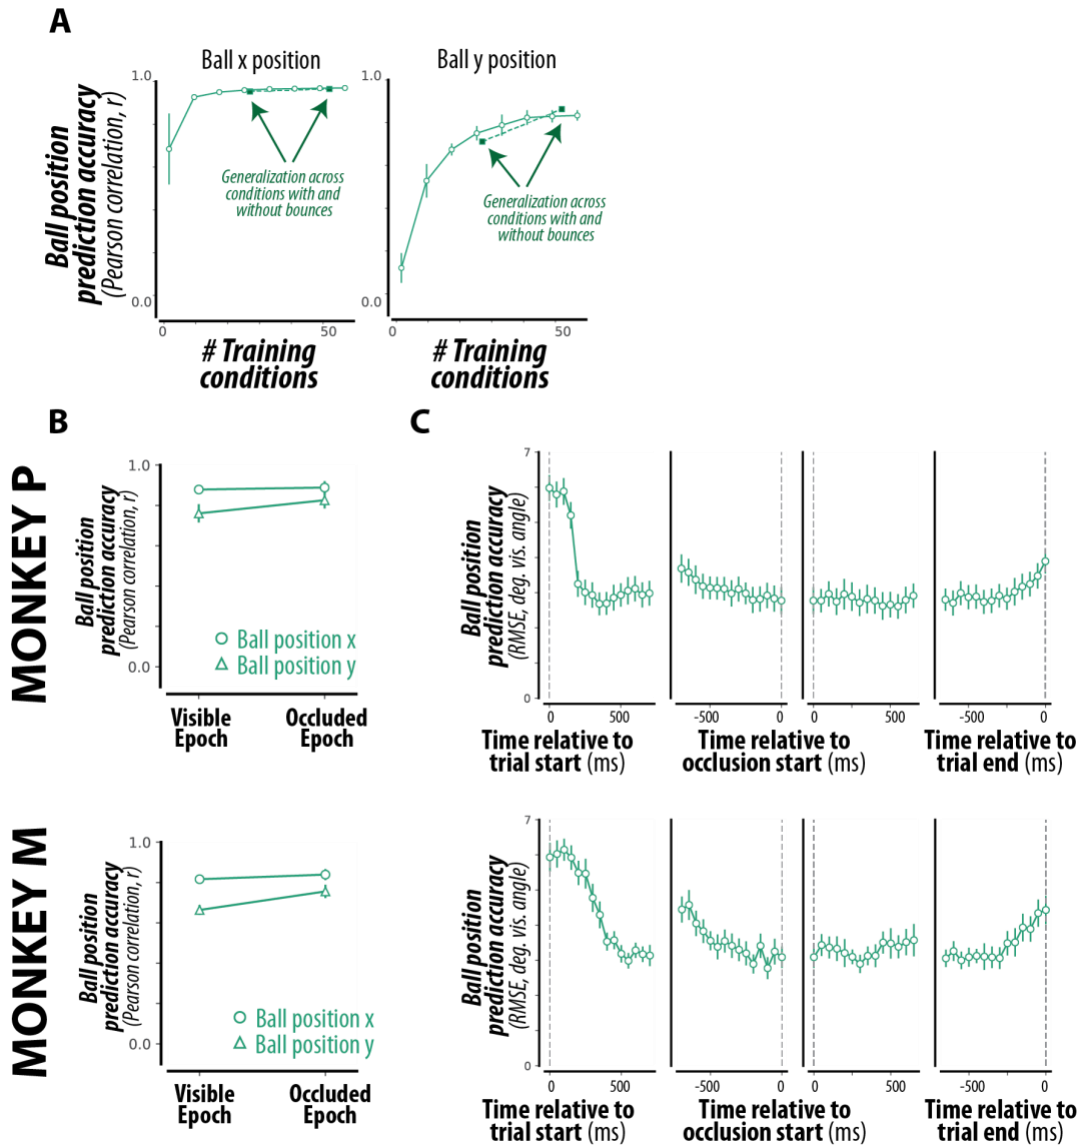 A
Ball x position
Ball y position
Ball position
prediction accuracy
(Pearson correlation, r)
1.0
0.0
0
50
Generalization across
conditions with and
without bounces
# Training
conditions
1.0
0.0
0
50
Generalization across
conditions with and
without bounces
# Training
conditions
B
MONKEY P
Ball position
prediction accuracy
(Pearson correlation, r)
1.0
0.0
Ball position x
Ball position y
Visible
Epoch
Occluded
Epoch
C
Ball position
prediction accuracy
(RMSE, deg. vis. angle)
7
0
0
500
-500
0
0
500
-500
0
Time relative to
trial start (ms)
Time relative to
occlusion start (ms)
Time relative to
trial end (ms)
MONKEY M
Ball position
prediction accuracy
(Pearson correlation, r)
1.0
0.0
Ball position x
Ball position y
Visible
Epoch
Occluded
Epoch
Ball position
prediction accuracy
(RMSE, deg. vis. angle)
7
0
0
500
-500
0
0
500
-500
0
Time relative to
trial start (ms)
Time relative to
occlusion start (ms)
Time relative to
trial end (ms)